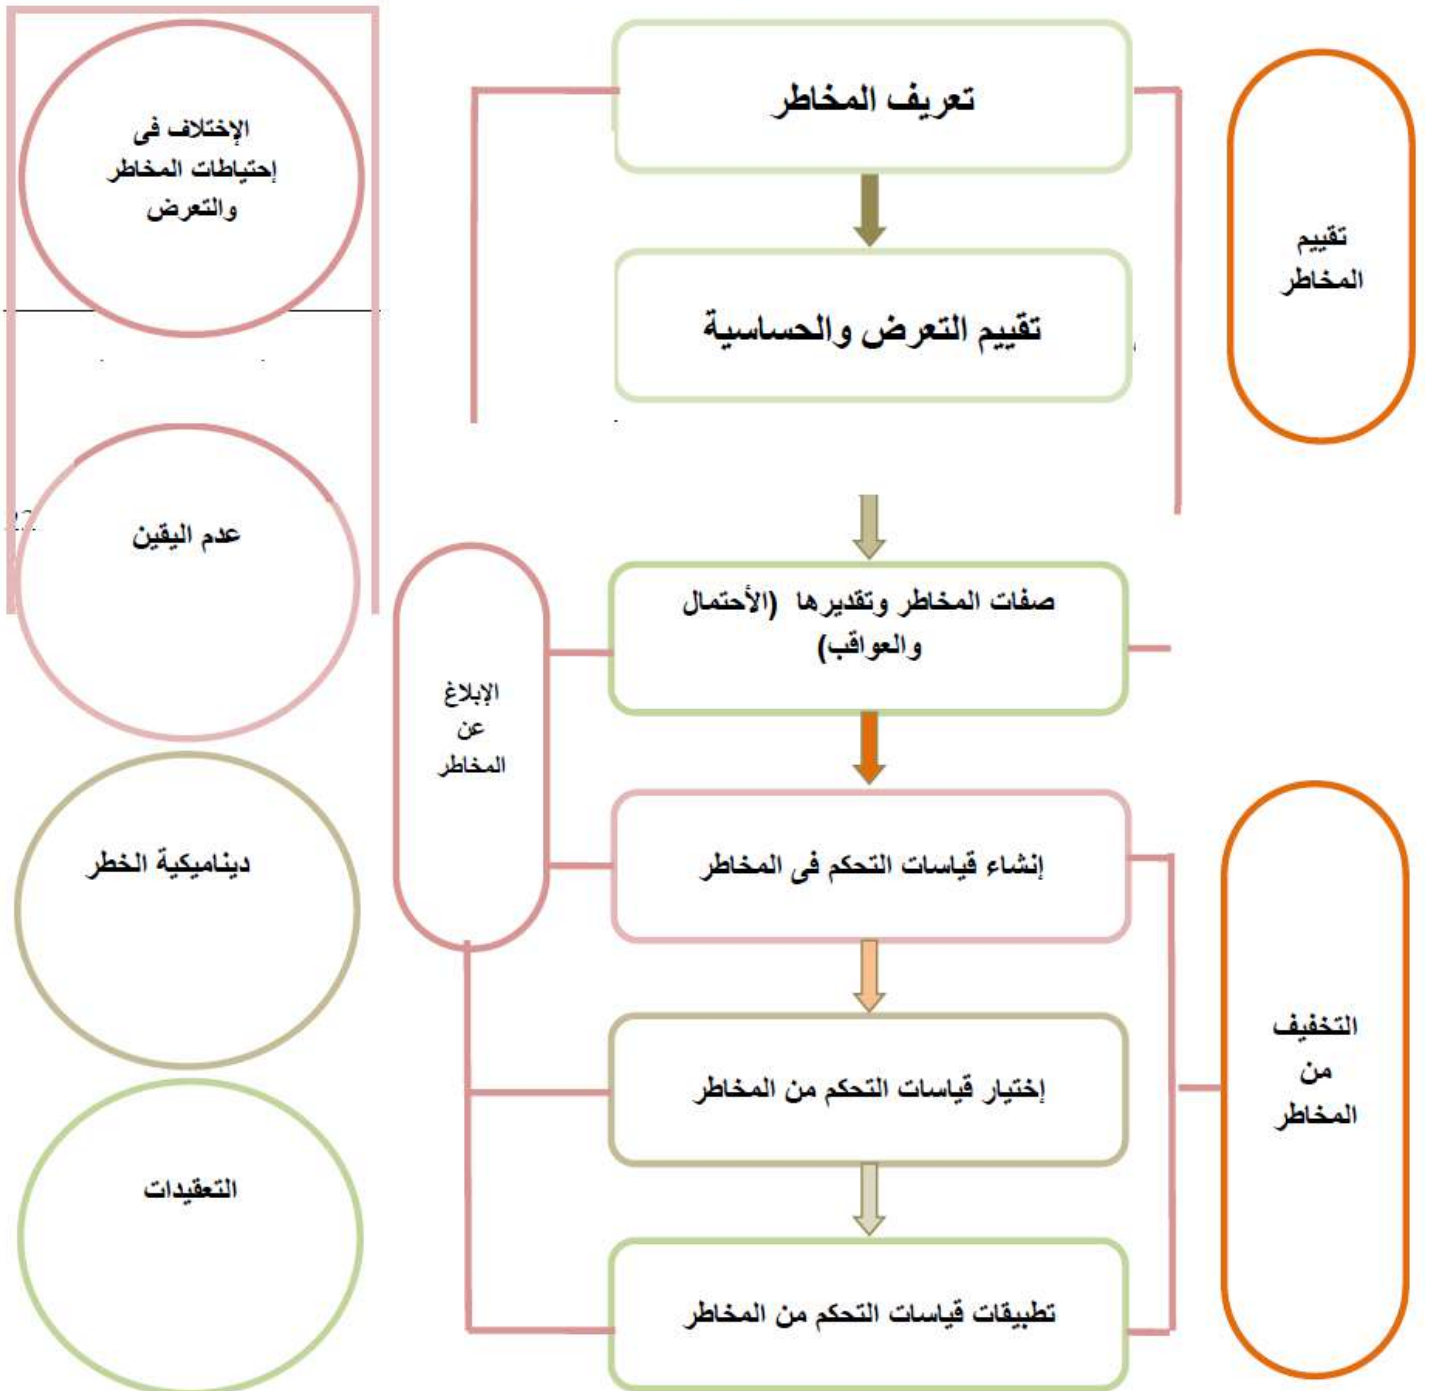 تعريف المخاطر
تقييم
المخاطر
تقييم التعرض والحساسية
الإختلاف فى
إحتياطات المخاطر
والتعرض
عدم اليقين
صفات المخاطر وتقديرها (الأحتمال
والعواقب)
الإبلاغ
عن
المخاطر
ديناميكية الخطر
إنشاء قياسات التحكم فى المخاطر
التخفيف
من
المخاطر
إختيار قياسات التحكم من المخاطر
التعقيدات
تطبيقات قياسات التحكم من المخاطر